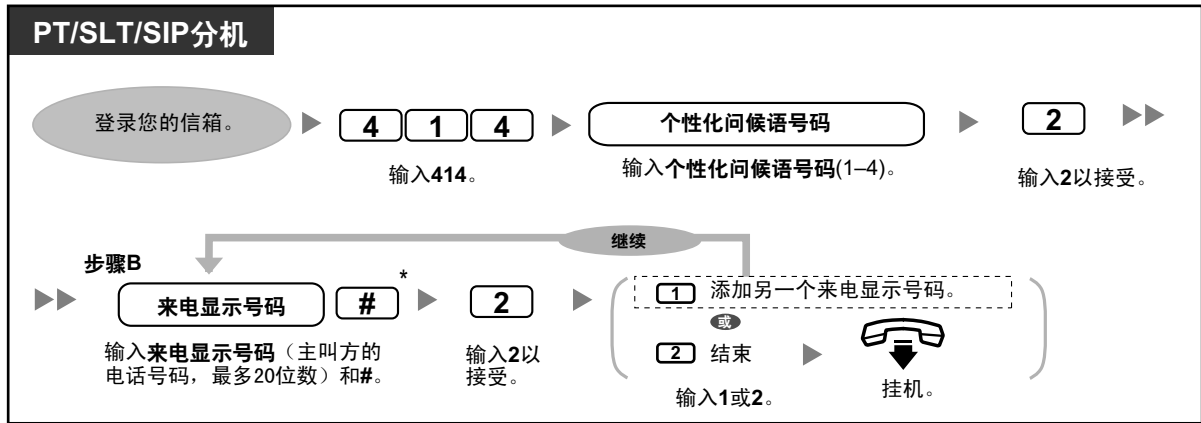 PT/SLT/SIP分机
登录您的信箱。
4 1 4
个性化问候语号码
2
输入414。
输入个性化问候语号码(1–4)。
输入2以接受。
继续
步骤B
来电显示号码
#
*
2
1 添加另一个来电显示号码。
或
2 结束
输入来电显示号码（主叫方的
电话号码，最多20位数）和#。
输入2以
接受。
输入1或2。
挂机。